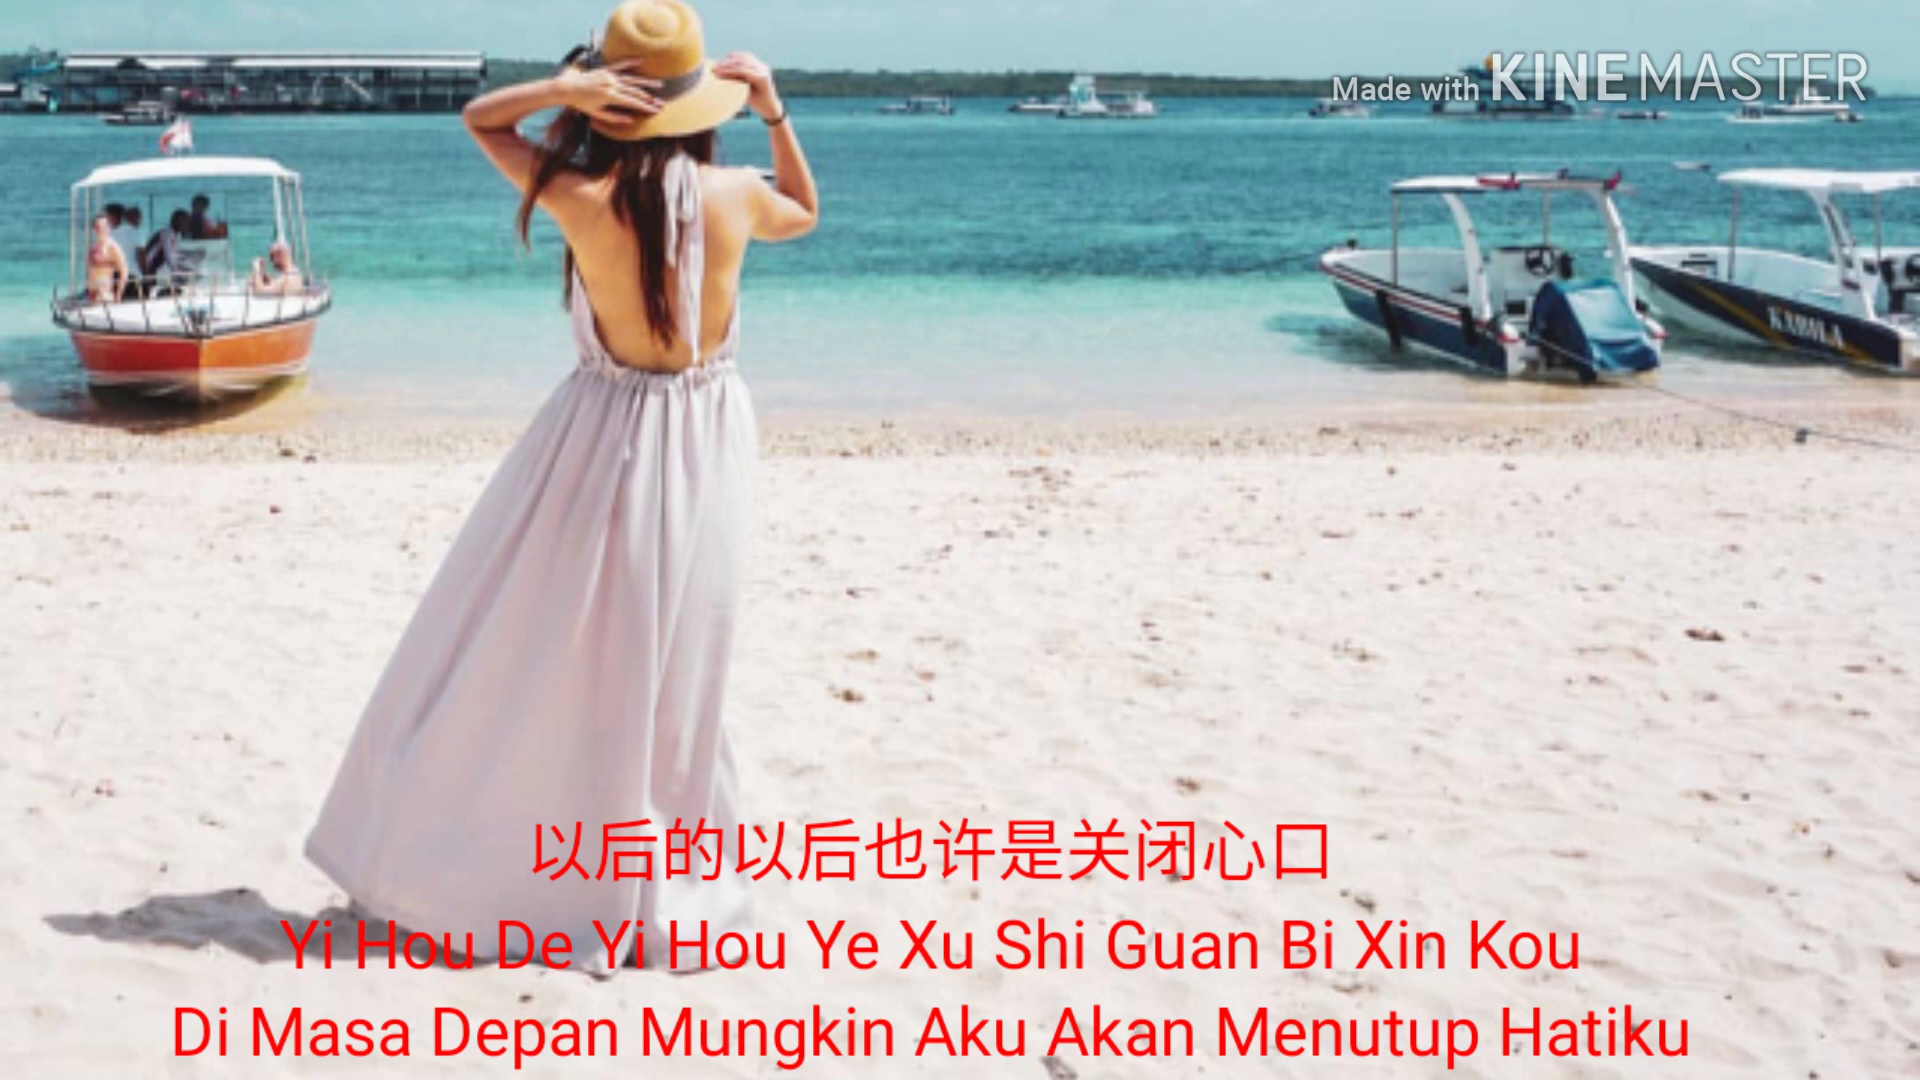 Made with KINEMASTER
KAHOLA
以后的以后也许是关闭心口
Yi Hou De Yi Hou Ye Xu Shi Guan Bi Xin Kou
Di Masa Depan Mungkin Aku Akan Menutup Hatiku